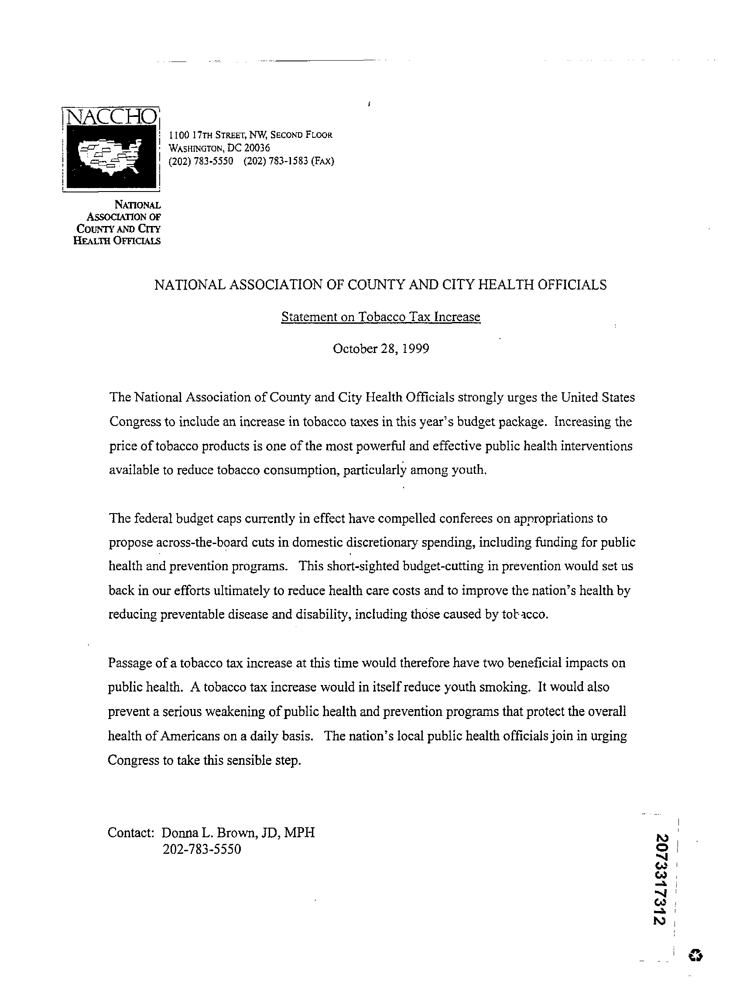 NACCHO
1100 17TH STREET, NW, SECOND FLOOR
WASHINGTON, DC 20036
(202) 783-5550 (202) 783-1583 (FAX)
NATIONAL
ASSOCIATION OF
COUNTY AND CITY
HEALTH OFFICIALS
NATIONAL ASSOCIATION OF COUNTY AND CITY HEALTH OFFICIALS
Statement on Tobacco Tax Increase
October 28, 1999
The National Association of County and City Health Officials strongly urges the United States
Congress to include an increase in tobacco taxes in this year's budget package. Increasing the
price of tobacco products is one of the most powerful and effective public health interventions
available to reduce tobacco consumption, particularly among youth.
The federal budget caps currently in effect have compelled conferees on appropriations to
propose across-the-board cuts in domestic discretionary spending, including funding for public
health and prevention programs. This short-sighted budget-cutting in prevention would set us
back in our efforts ultimately to reduce health care costs and to improve the nation's health by
reducing preventable disease and disability, including those caused by tobacco.
Passage of a tobacco tax increase at this time would therefore have two beneficial impacts on
public health. A tobacco tax increase would in itself reduce youth smoking. It would also
prevent a serious weakening of public health and prevention programs that protect the overall
health of Americans on a daily basis. The nation's local public health officials join in urging
Congress to take this sensible step.
Contact: Donna L. Brown, JD, MPH
202-783-5550
2073317312